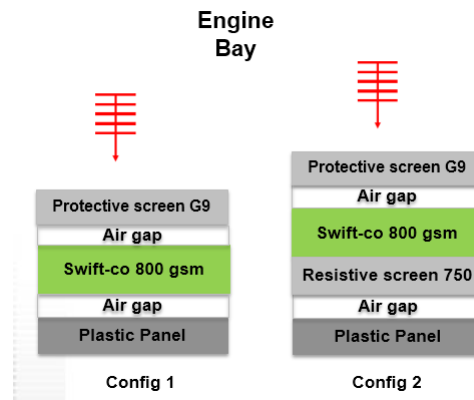 Engine
Bay
Protective screen G9
Air gap
Swift-co 800 gsm
Air gap
Plastic Panel
Config 1
Protective screen G9
Air gap
Swift-co 800 gsm
Resistive screen 750
Air gap
Plastic Panel
Config 2